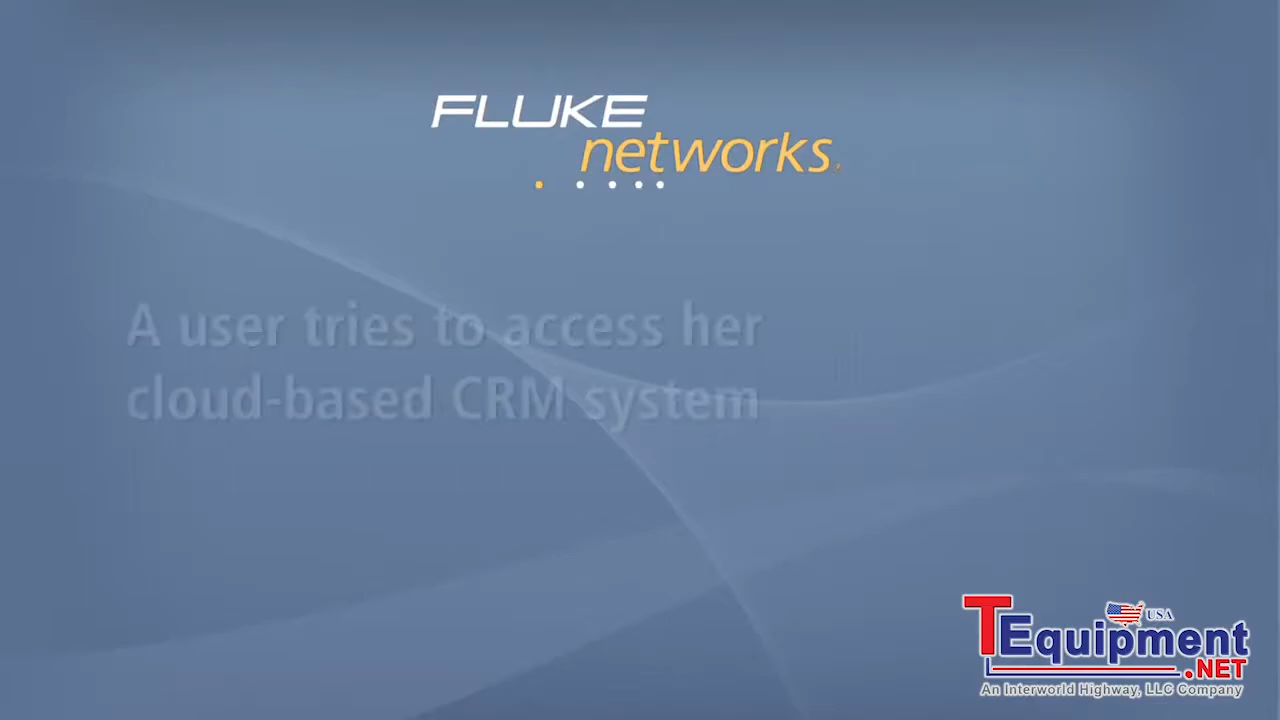 FLUKE
networks.
A user tries to access her
cloud-based CRM system
USA
TEquipment
.NET
An Interworld Highway, LLC Company